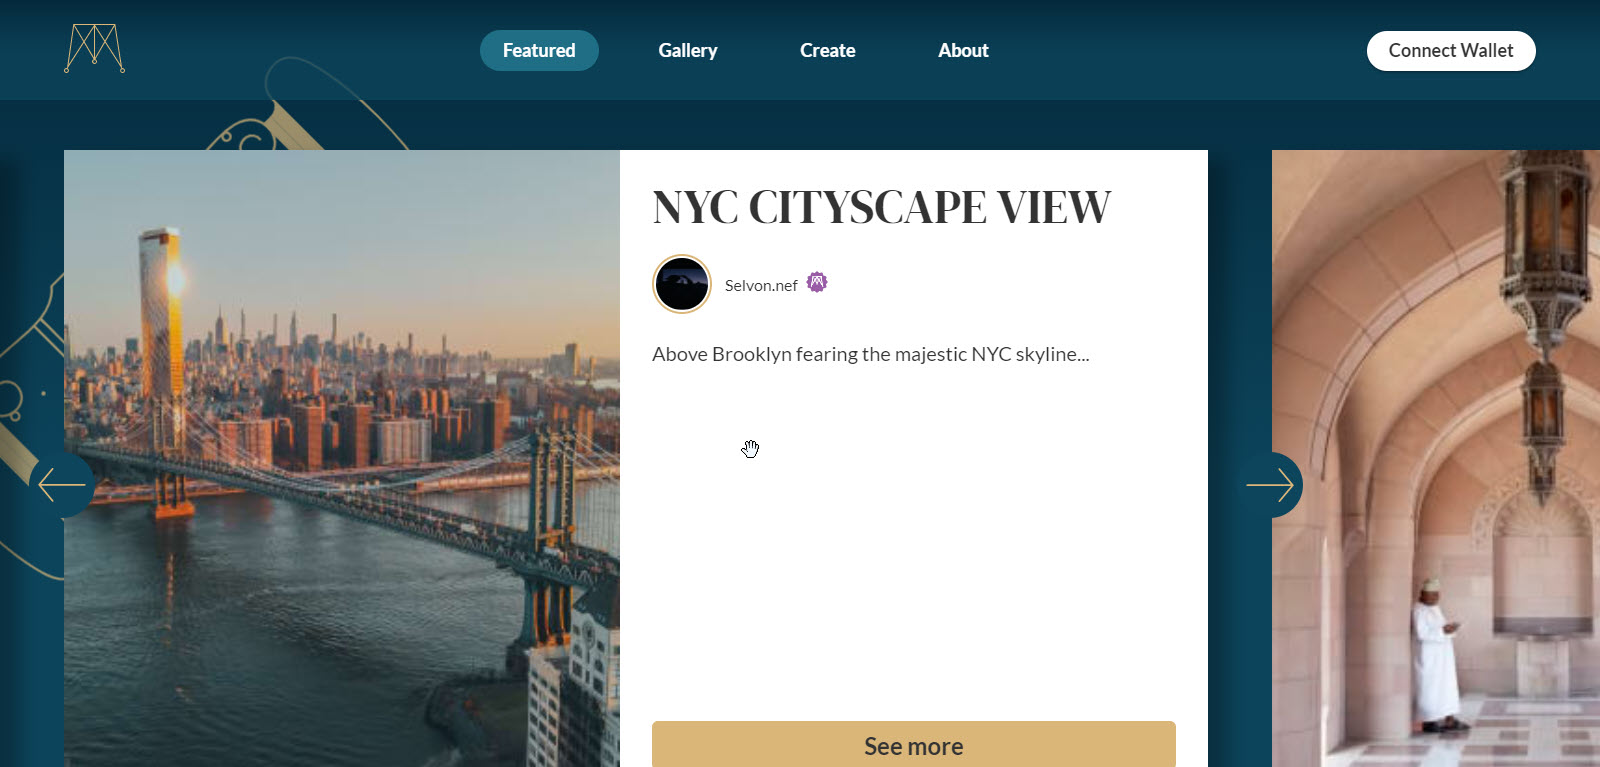 Featured
Gallery
Create
About
Connect Wallet
NYC CITYSCAPE VIEW
Selvon.nef
Above Brooklyn fearing the majestic NYC skyline...
See more